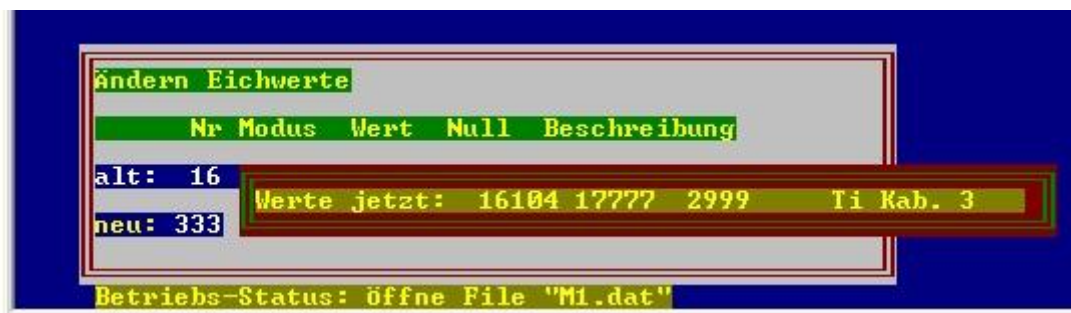 Ändern Eichwerte
Nr Modus Wert Null Beschreibung
alt: 16
Werte jetzt: 16104 17777 2999 Ti Kab. 3
neu: 333
Betriebs-Status: öffne File "M1.dat"